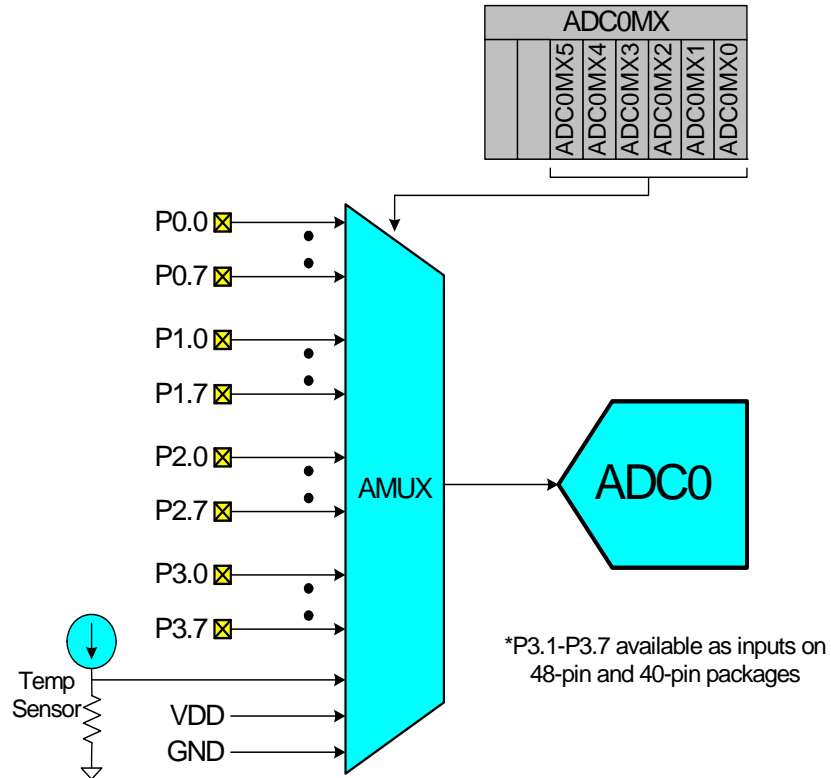 ADC0MX
ADC0MX5
ADC0MX4
ADC0MX3
ADC0MX2
ADC0MX1
ADC0MX0
P0.0
P0.7
P1.0
P1.7
P2.0
P2.7
P3.0
P3.7
AMUX
ADC0
Temp
Sensor
VDD
GND
*P3.1-P3.7 available as inputs on
48-pin and 40-pin packages